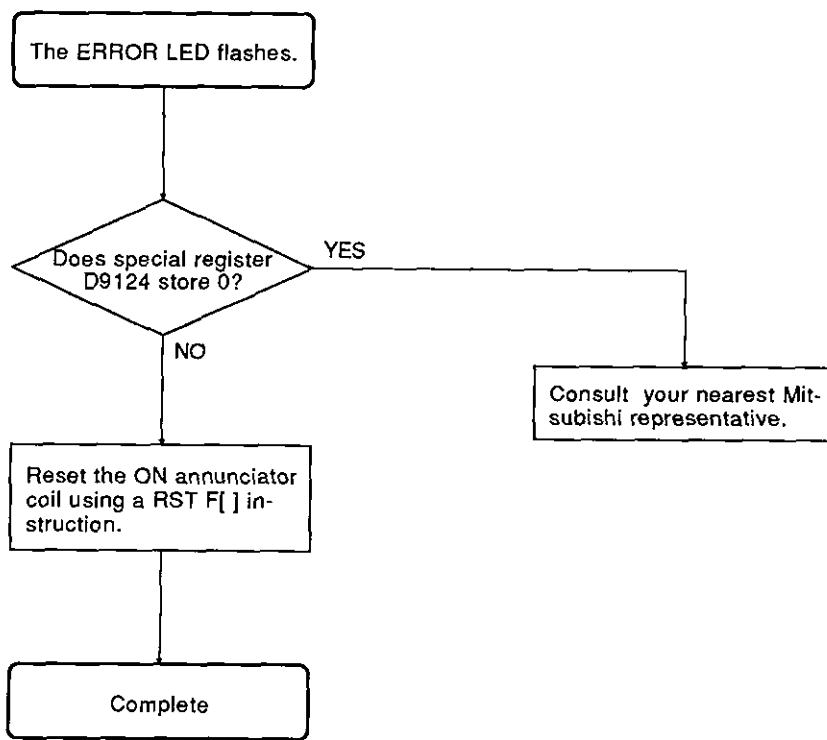 The ERROR LED flashes.
Does special register
D9124 store 0?
YES
NO
Consult your nearest Mit-
subishi representative.
Reset the ON annunciator
coil using a RST F[ ] in-
struction.
Complete